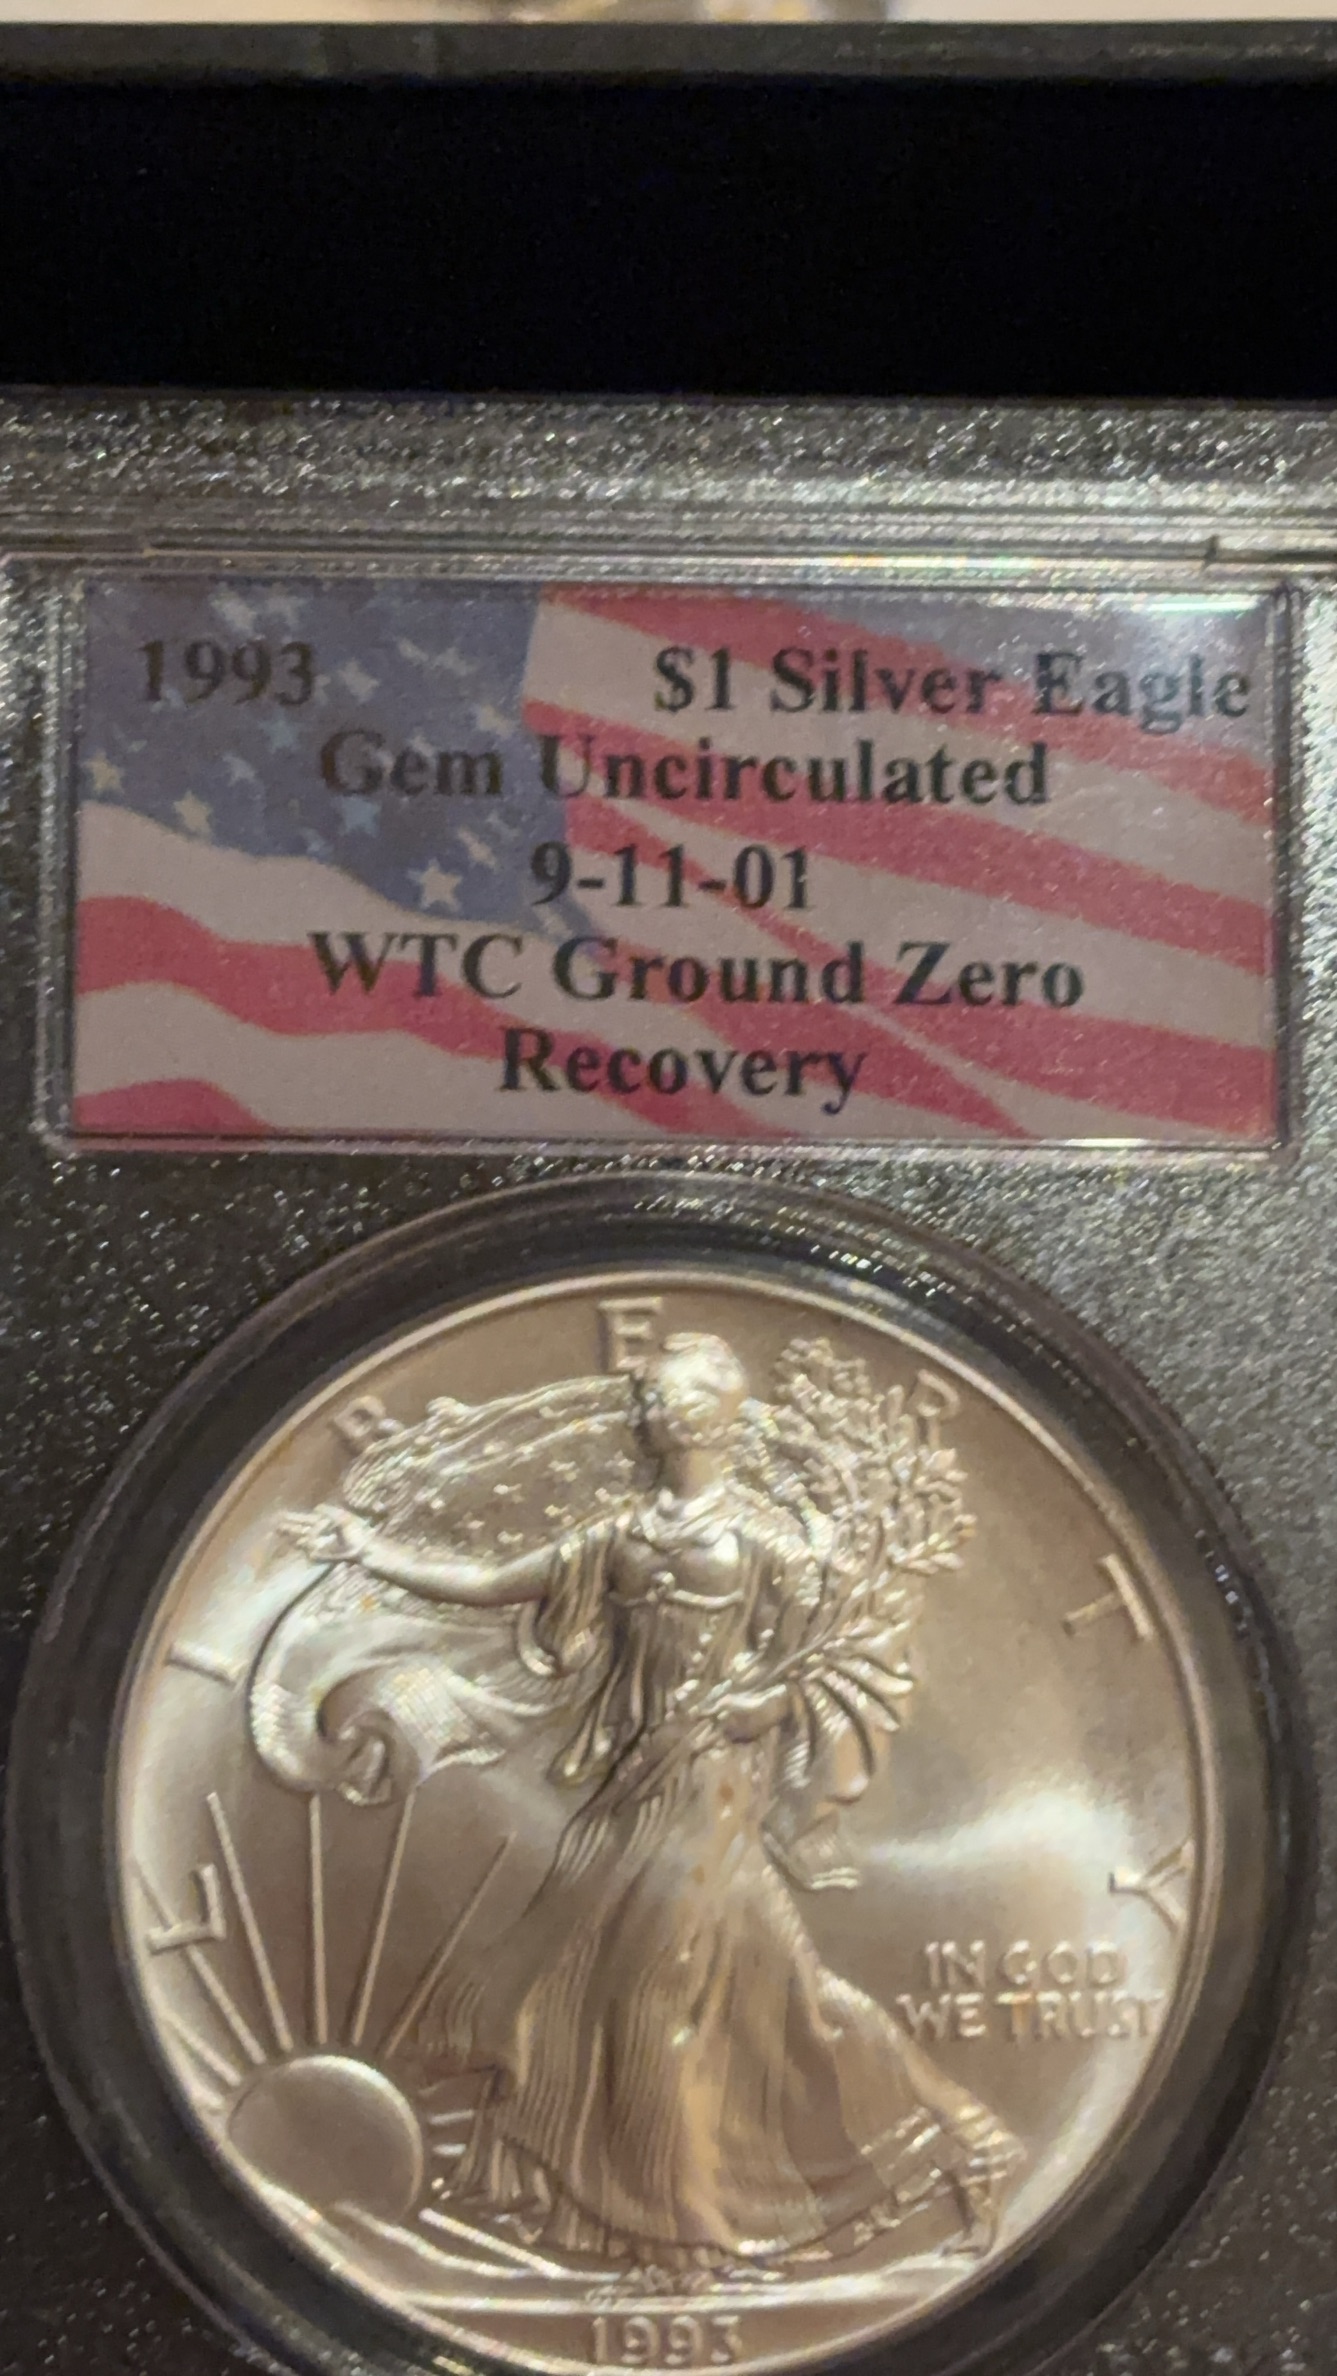 1993 $1 Silver Eagle
Gem Uncirculated
9-11-01
WTC Ground Zero
Recovery
LIBERTY
IN GOD
WE TRUST
1993